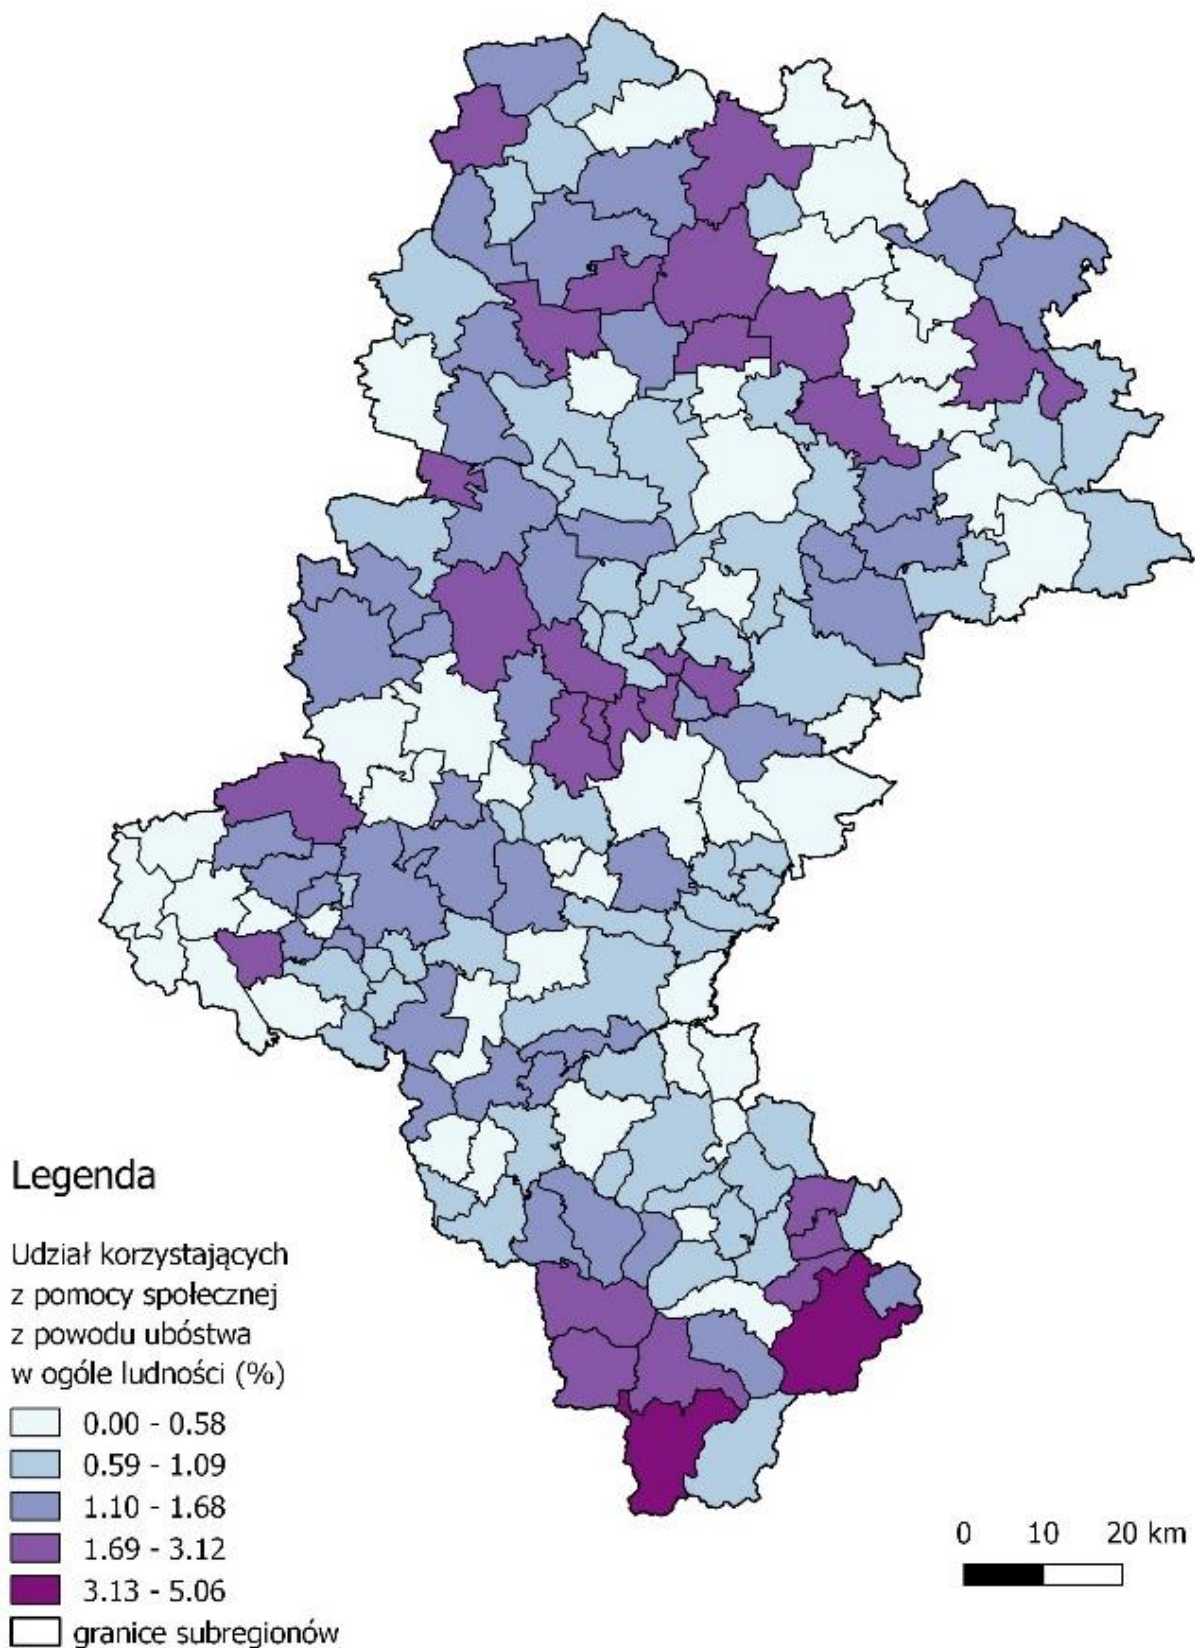 Legenda
Udział korzystających
z pomocy społecznej
z powodu ubóstwa
w ogóle ludności (%)
0.00 - 0.58
0.59 - 1.09
1.10 - 1.68
1.69 - 3.12
3.13 - 5.06
granice subregionów
0 10 20 km